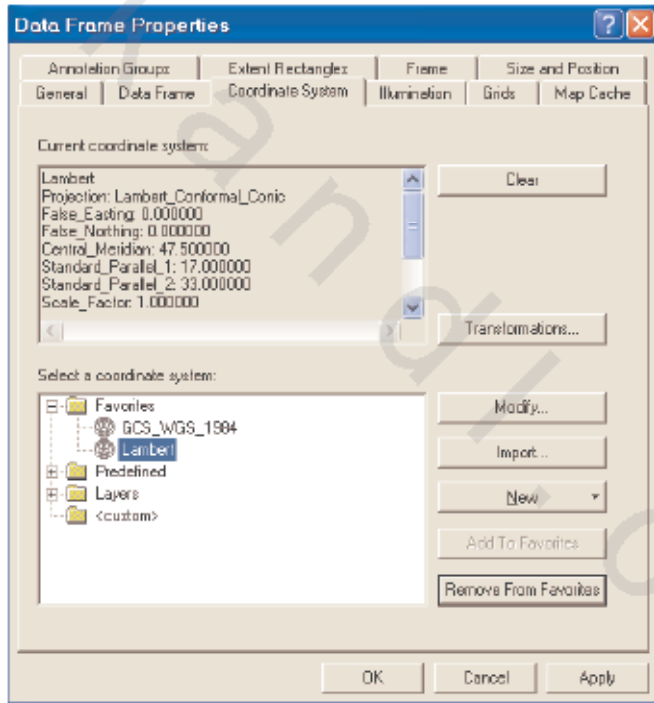 Data Frame Properties
Annotation Groups Extent Rectangles Frame Size and Position
General Data Frame Coordinate System Illumination Grids Map Cache
Current coordinate system:
Lambert
Projection: Lambert_Conformal_Conic
False_Easting: 0.000000
False_Northing: 0.000000
Central_Meridian: 47.500000
Standard_Parallel_1: 17.000000
Standard_Parallel_2: 33.000000
Scale_Factor: 1.000000
Clear
Transformations...
Select a coordinate system:
Favorites
GCS_WGS_1984
Lambert
Predefined
Layers
<custom>
Modify...
Import...
New
Add To Favorites
Remove From Favorites
OK Cancel Apply